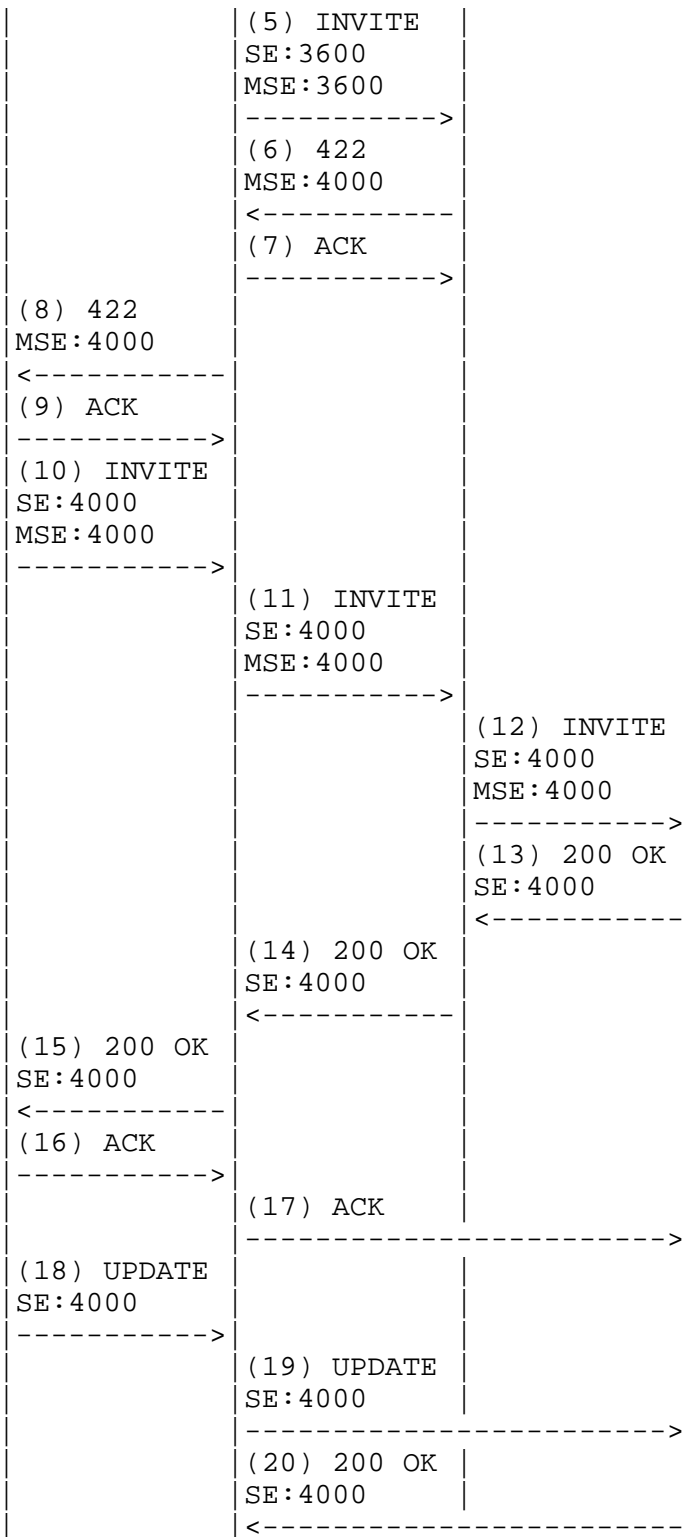 (5) INVITE
SE:3600
MSE:3600
----------->
(6) 422
MSE:4000
<-----------
(7) ACK
----------->
(8) 422
MSE:4000
<-----------
(9) ACK
----------->
(10) INVITE
SE:4000
MSE:4000
----------->
(11) INVITE
SE:4000
MSE:4000
----------->
(12) INVITE
SE:4000
MSE:4000
----------->
(13) 200 OK
SE:4000
<-----------
(14) 200 OK
SE:4000
<-----------
(15) 200 OK
SE:4000
<-----------
(16) ACK
----------->
(17) ACK
------------------------>
(18) UPDATE
SE:4000
----------->
(19) UPDATE
SE:4000
------------------------>
(20) 200 OK
SE:4000
<------------------------